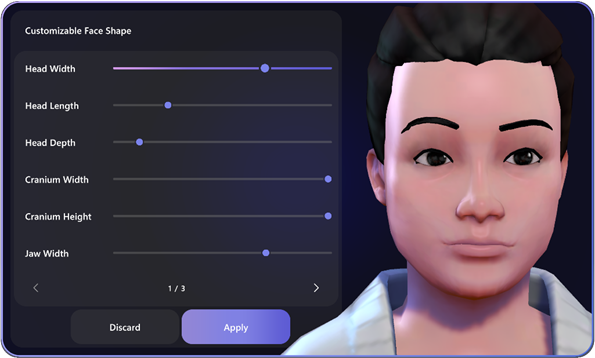 Customizable Face Shape
Head Width
Head Length
Head Depth
Cranium Width
Cranium Height
Jaw Width
1 / 3
Discard
Apply